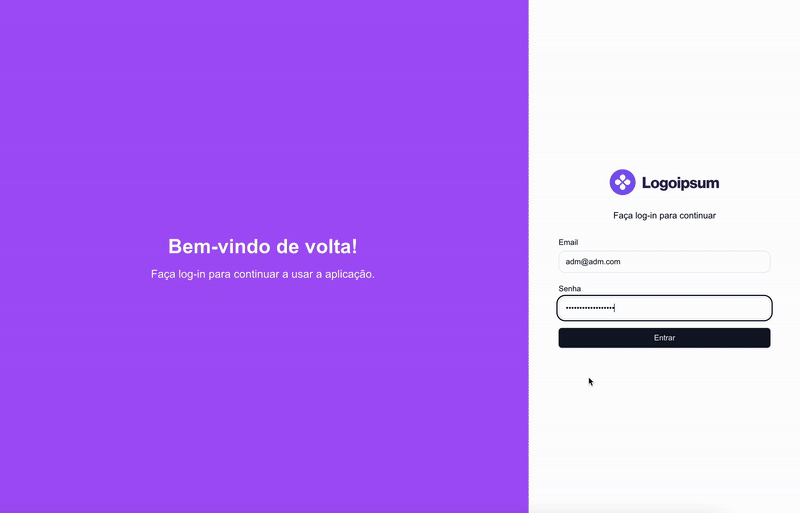 Bem-vindo de volta!
Faça log-in para continuar a usar a aplicação.
Logoipsum
Faça log-in para continuar
Email
adm@adm.com
Senha
••••••••••••••••••
Entrar